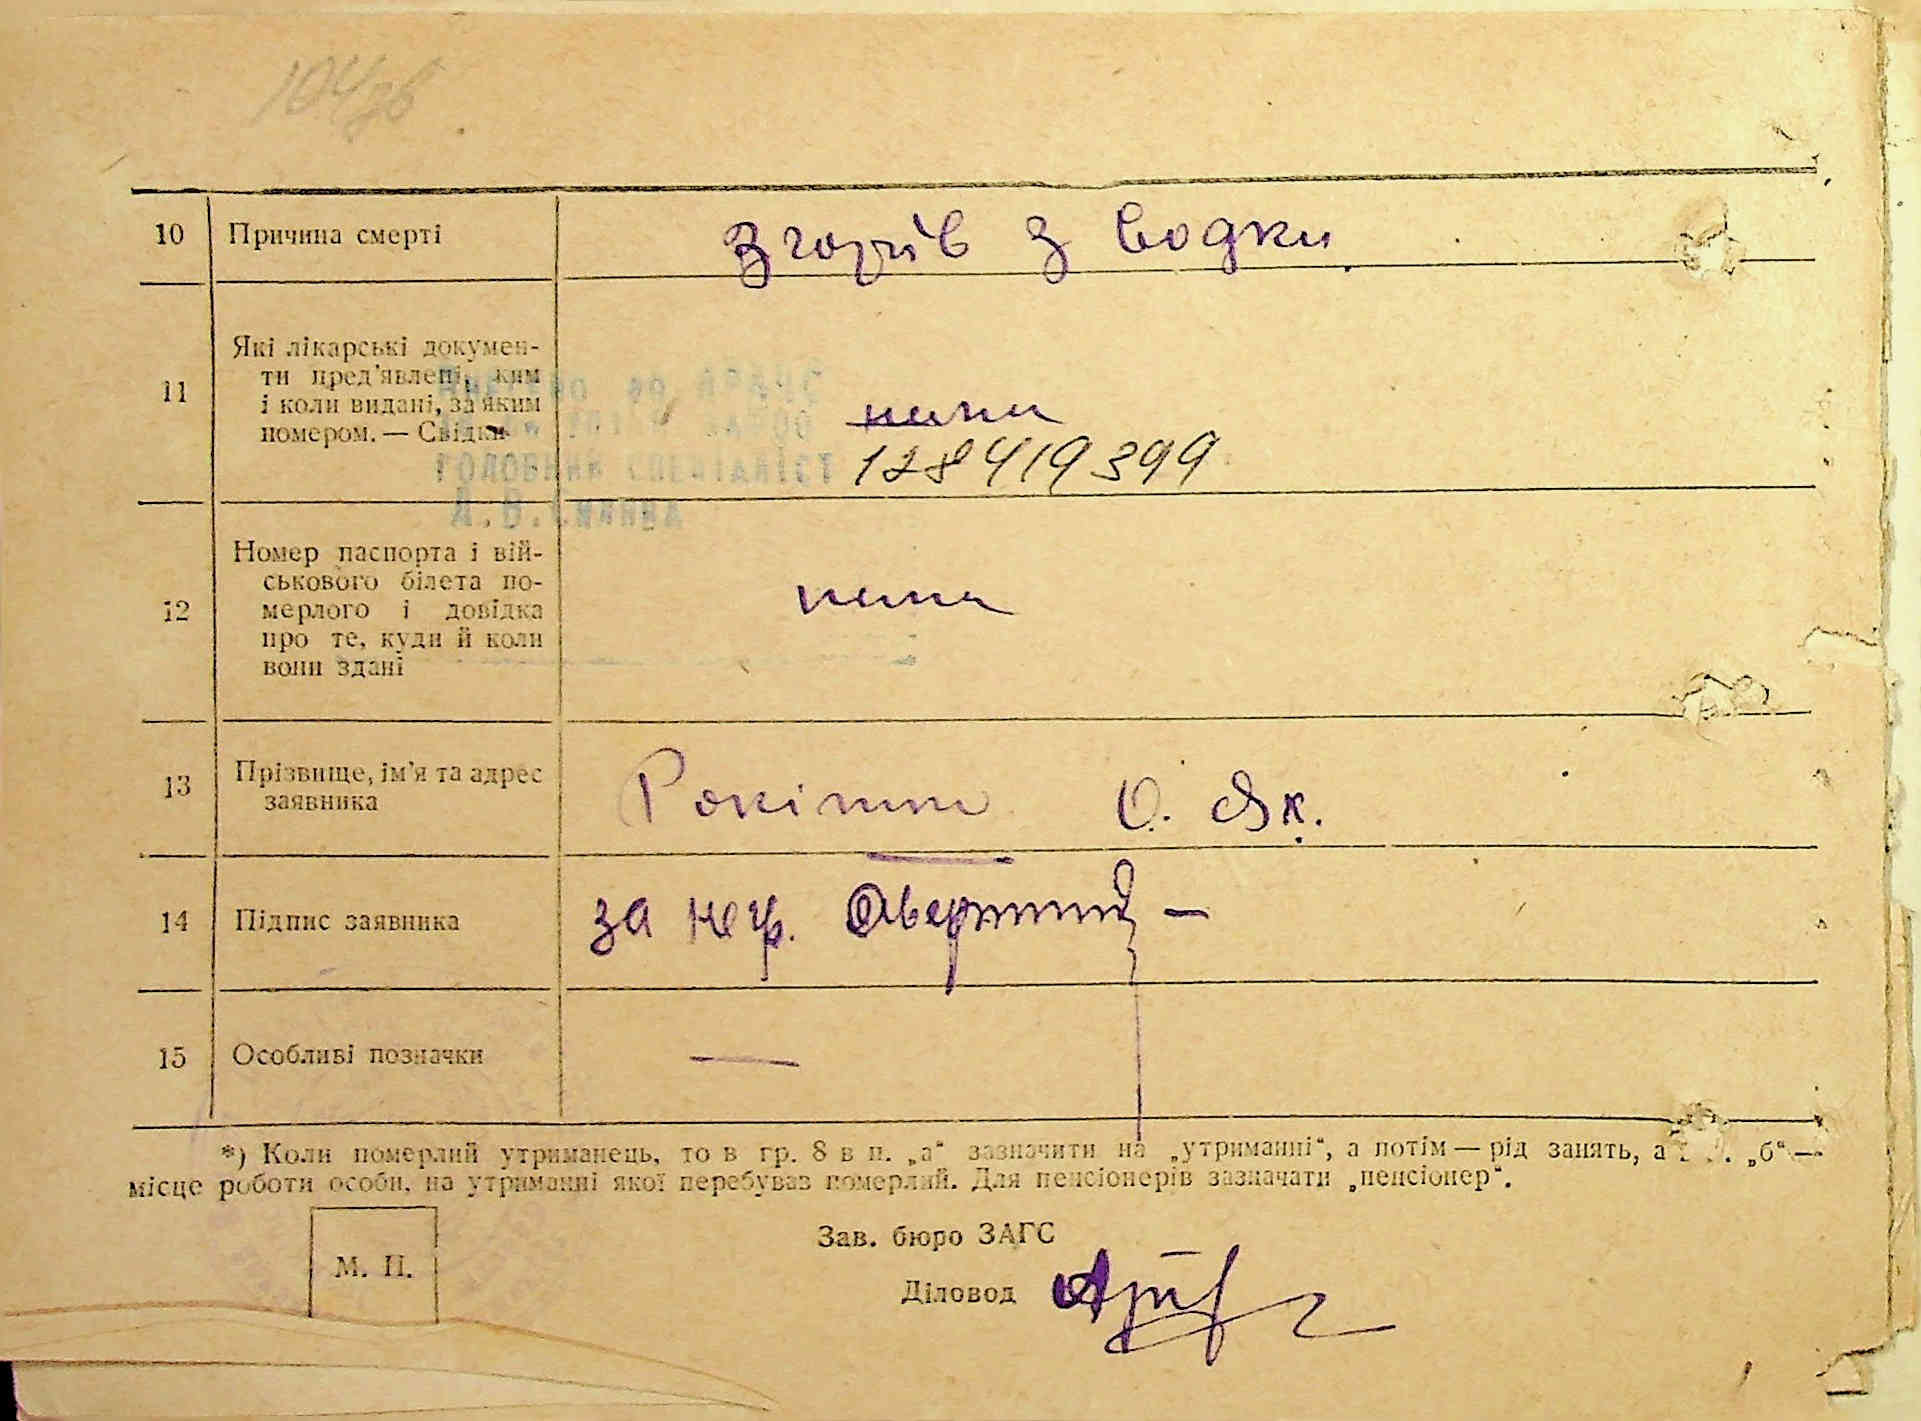 104зв
10 Причина смерті згорів з водки
11 Які лікарські докумен-
ти пред'явлені, ким
і коли видані, за яким
номером. — Свідки
нема
128419399
ГОЛОВНИЙ СПЕЦІАЛІСТ
12 Номер паспорта і вій-
ськового білета по-
мерлого і довідка
про те, куди й коли
вони здані
нема
13 Прізвище, ім'я та адрес
заявника
О. Як.
14 Підпис заявника за негр.
15 Особливі позначки —
*) Коли померлий утриманець, то в гр. 8 в п. „а“ зазначити на „утриманні“, а потім — рід занять, а „б“ —
місце роботи особи, на утриманні якої перебував померлий. Для пенсіонерів зазначати „пенсіонер“.
М. П.
Зав. бюро ЗАГС
Діловод